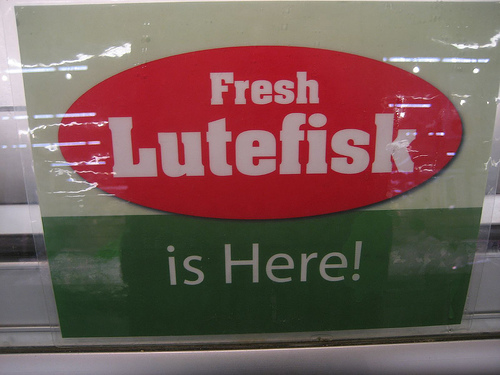 Fresh
Lutefisk
is Here!